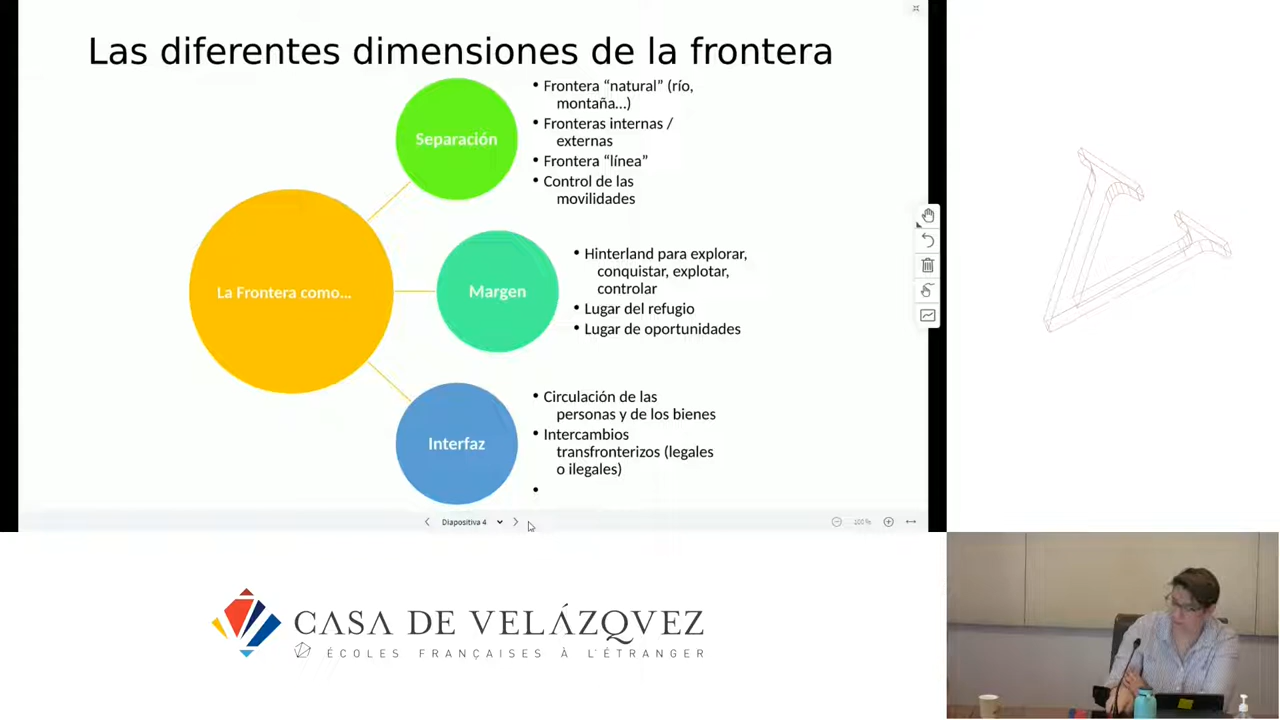 Las diferentes dimensiones de la frontera
La Frontera como...
Separación
• Frontera “natural” (río,
montaña...)
• Fronteras internas /
externas
• Frontera “línea”
• Control de las
movilidades
Margen
• Hinterland para explorar,
conquistar, explotar,
controlar
• Lugar del refugio
• Lugar de oportunidades
Interfaz
• Circulación de las
personas y de los bienes
• Intercambios
transfronterizos (legales
o ilegales)
•
Diapositiva 4
100%
CASA DE VELÁZQVEZ
ÉCOLES FRANÇAISES À L'ÉTRANGER